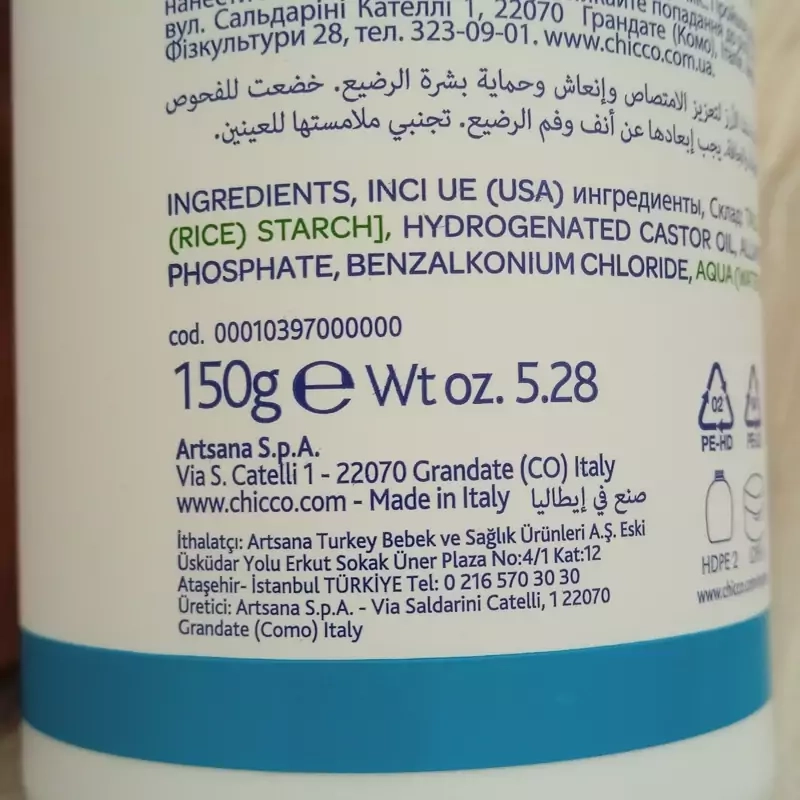 вул. Сальдаріні Кателлі 1, 22070 Грандате (Комо),
Фізкультури 28, тел. 323-09-01. www.chicco.com.ua.
لتعزيز الامتصاص وإنعاش وحماية بشرة الرضيع. خضعت للفحوص
يجب إبعادها عن أنف وفم الرضيع. تجنبي ملامستها للعينين.
INGREDIENTS, INCI UE (USA) ингредиенты, Склад:
(RICE) STARCH], HYDROGENATED CASTOR OIL,
PHOSPHATE, BENZALKONIUM CHLORIDE, AQUA
cod. 00010397000000
150g ℮ Wt oz. 5.28
02
PE-HD
Artsana S.p.A.
Via S. Catelli 1 - 22070 Grandate (CO) Italy
www.chicco.com - Made in Italy صنع في إيطاليا
İthalatçı: Artsana Turkey Bebek ve Sağlık Ürünleri A.Ş. Eski
Üsküdar Yolu Erkut Sokak Üner Plaza No:4/1 Kat:12
Ataşehir- İstanbul TÜRKİYE Tel: 0 216 570 30 30
Üretici: Artsana S.p.A. - Via Saldarini Catelli, 1 22070
Grandate (Como) Italy
HDPE 2